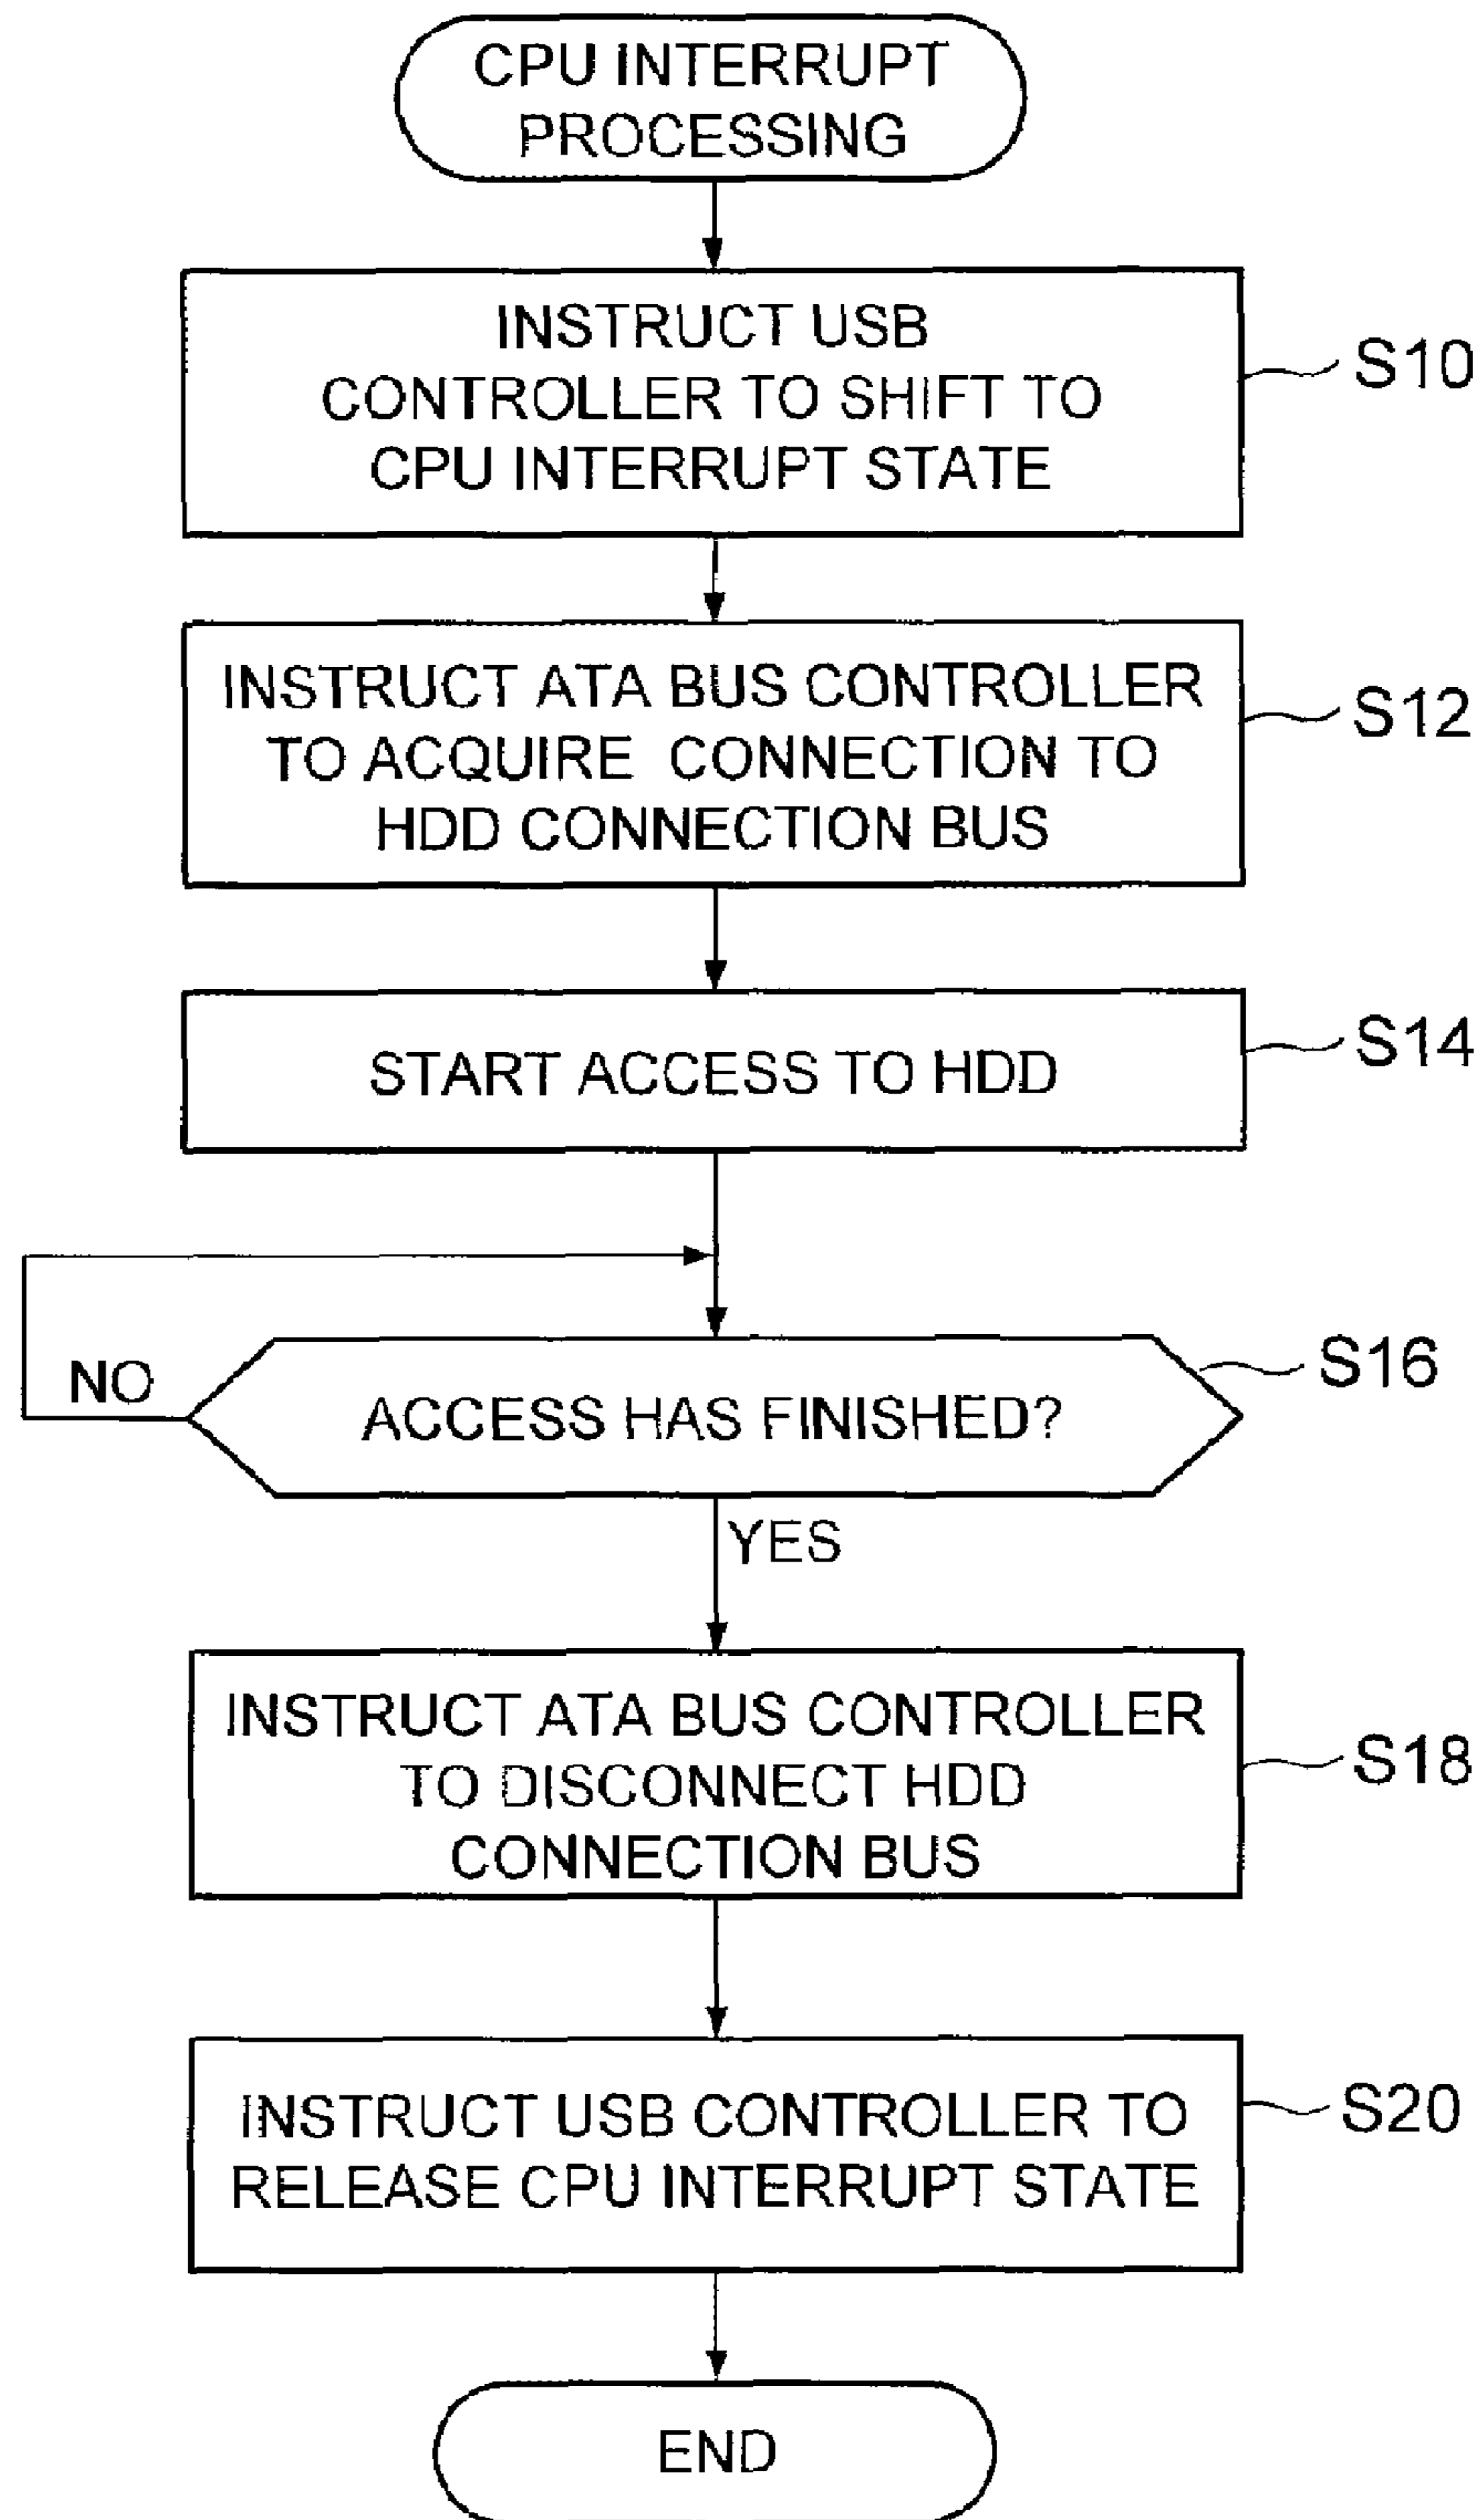 CPU INTERRUPT
PROCESSING
INSTRUCT USB
CONTROLLER TO SHIFT TO
CPU INTERRUPT STATE
S10
INSTRUCT ATA BUS CONTROLLER
TO ACQUIRE CONNECTION TO
HDD CONNECTION BUS
S12
START ACCESS TO HDD
S14
NO
ACCESS HAS FINISHED?
S16
YES
INSTRUCT ATA BUS CONTROLLER
TO DISCONNECT HDD
CONNECTION BUS
S18
INSTRUCT USB CONTROLLER TO
RELEASE CPU INTERRUPT STATE
S20
END